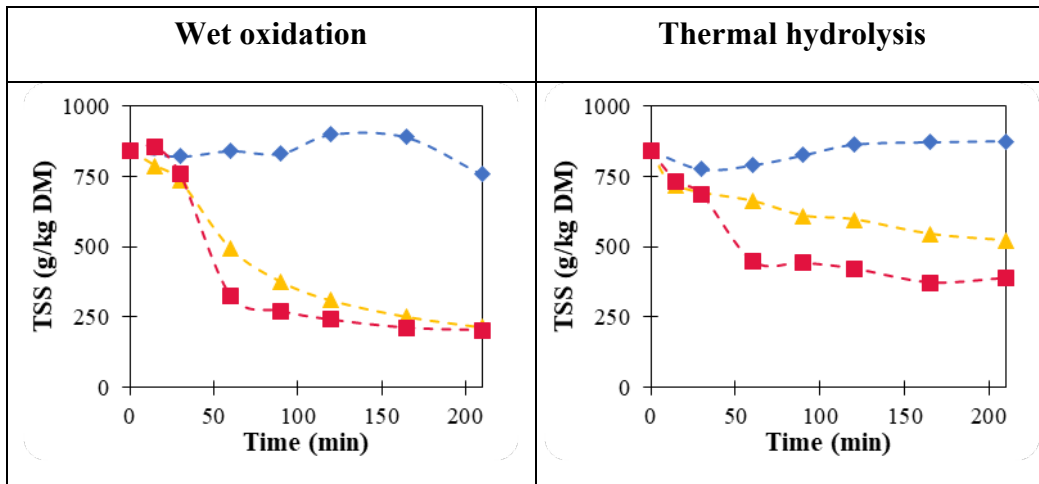 Wet oxidation
Thermal hydrolysis
1000
750
500
250
0
TSS (g/kg DM)
0 50 100 150 200
Time (min)
1000
750
500
250
0
TSS (g/kg DM)
0 50 100 150 200
Time (min)